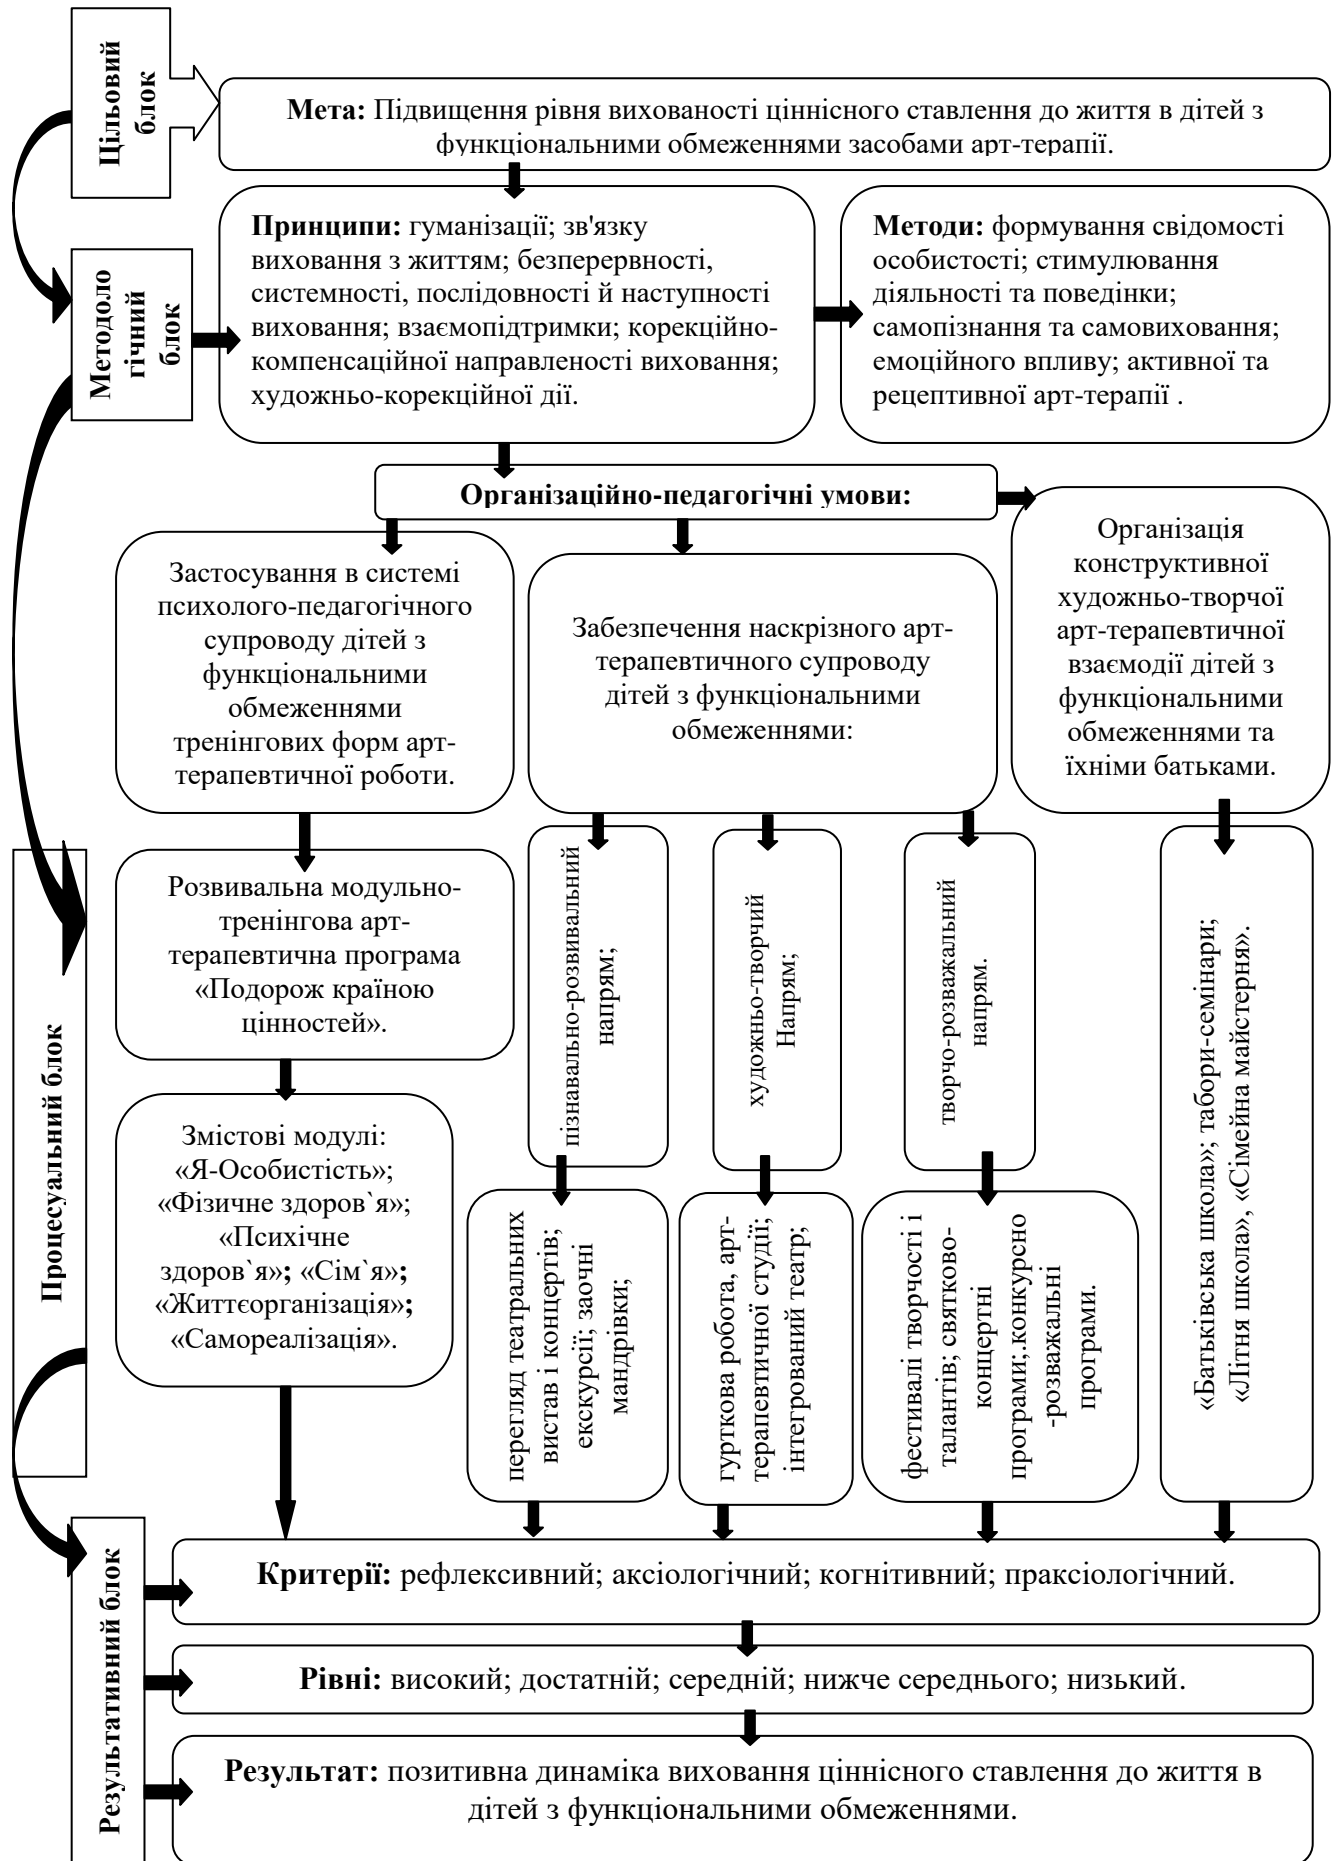 Цільовий
блок
Мета: Підвищення рівня вихованості ціннісного ставлення до життя в дітей з
функціональними обмеженнями засобами арт-терапії.
Методоло
гічний
блок
Принципи: гуманізації; зв'язку
виховання з життям; безперервності,
системності, послідовності й наступності
виховання; взаємопідтримки; корекційно-
компенсаційної направленості виховання;
художньо-корекційної дії.
Методи: формування свідомості
особистості; стимулювання
діяльності та поведінки;
самопізнання та самовиховання;
емоційного впливу; активної та
рецептивної арт-терапії .
Організаційно-педагогічні умови:
Застосування в системі
психолого-педагогічного
супроводу дітей з
функціональними
обмеженнями
тренінгових форм арт-
терапевтичної роботи.
Забезпечення наскрізного арт-
терапевтичного супроводу
дітей з функціональними
обмеженнями:
Організація
конструктивної
художньо-творчої
арт-терапевтичної
взаємодії дітей з
функціональними
обмеженнями та
їхніми батьками.
Процесуальний блок
Розвивальна модульно-
тренінгова арт-
терапевтична програма
«Подорож країною
цінностей».
пізнавально-розвивальний
напрям;
художньо-творчий
Напрям;
творчо-розважальний
напрям.
«Батьківська школа»; табори-семінари;
«Літня школа», «Сімейна майстерня».
Змістові модулі:
«Я-Особистість»;
«Фізичне здоров`я»;
«Психічне
здоров`я»; «Сім`я»;
«Життєорганізація»;
«Самореалізація».
перегляд театральних
вистав і концертів;
екскурсії; заочні
мандрівки;
гурткова робота, арт-
терапевтичної студії;
інтегрований театр;
фестивалі творчості і
талантів; святково-
концертні
програми;.конкурсно
-розважальні
програми.
Результативний блок
Критерії: рефлексивний; аксіологічний; когнітивний; праксіологічний.
Рівні: високий; достатній; середній; нижче середнього; низький.
Результат: позитивна динаміка виховання ціннісного ставлення до життя в
дітей з функціональними обмеженнями.